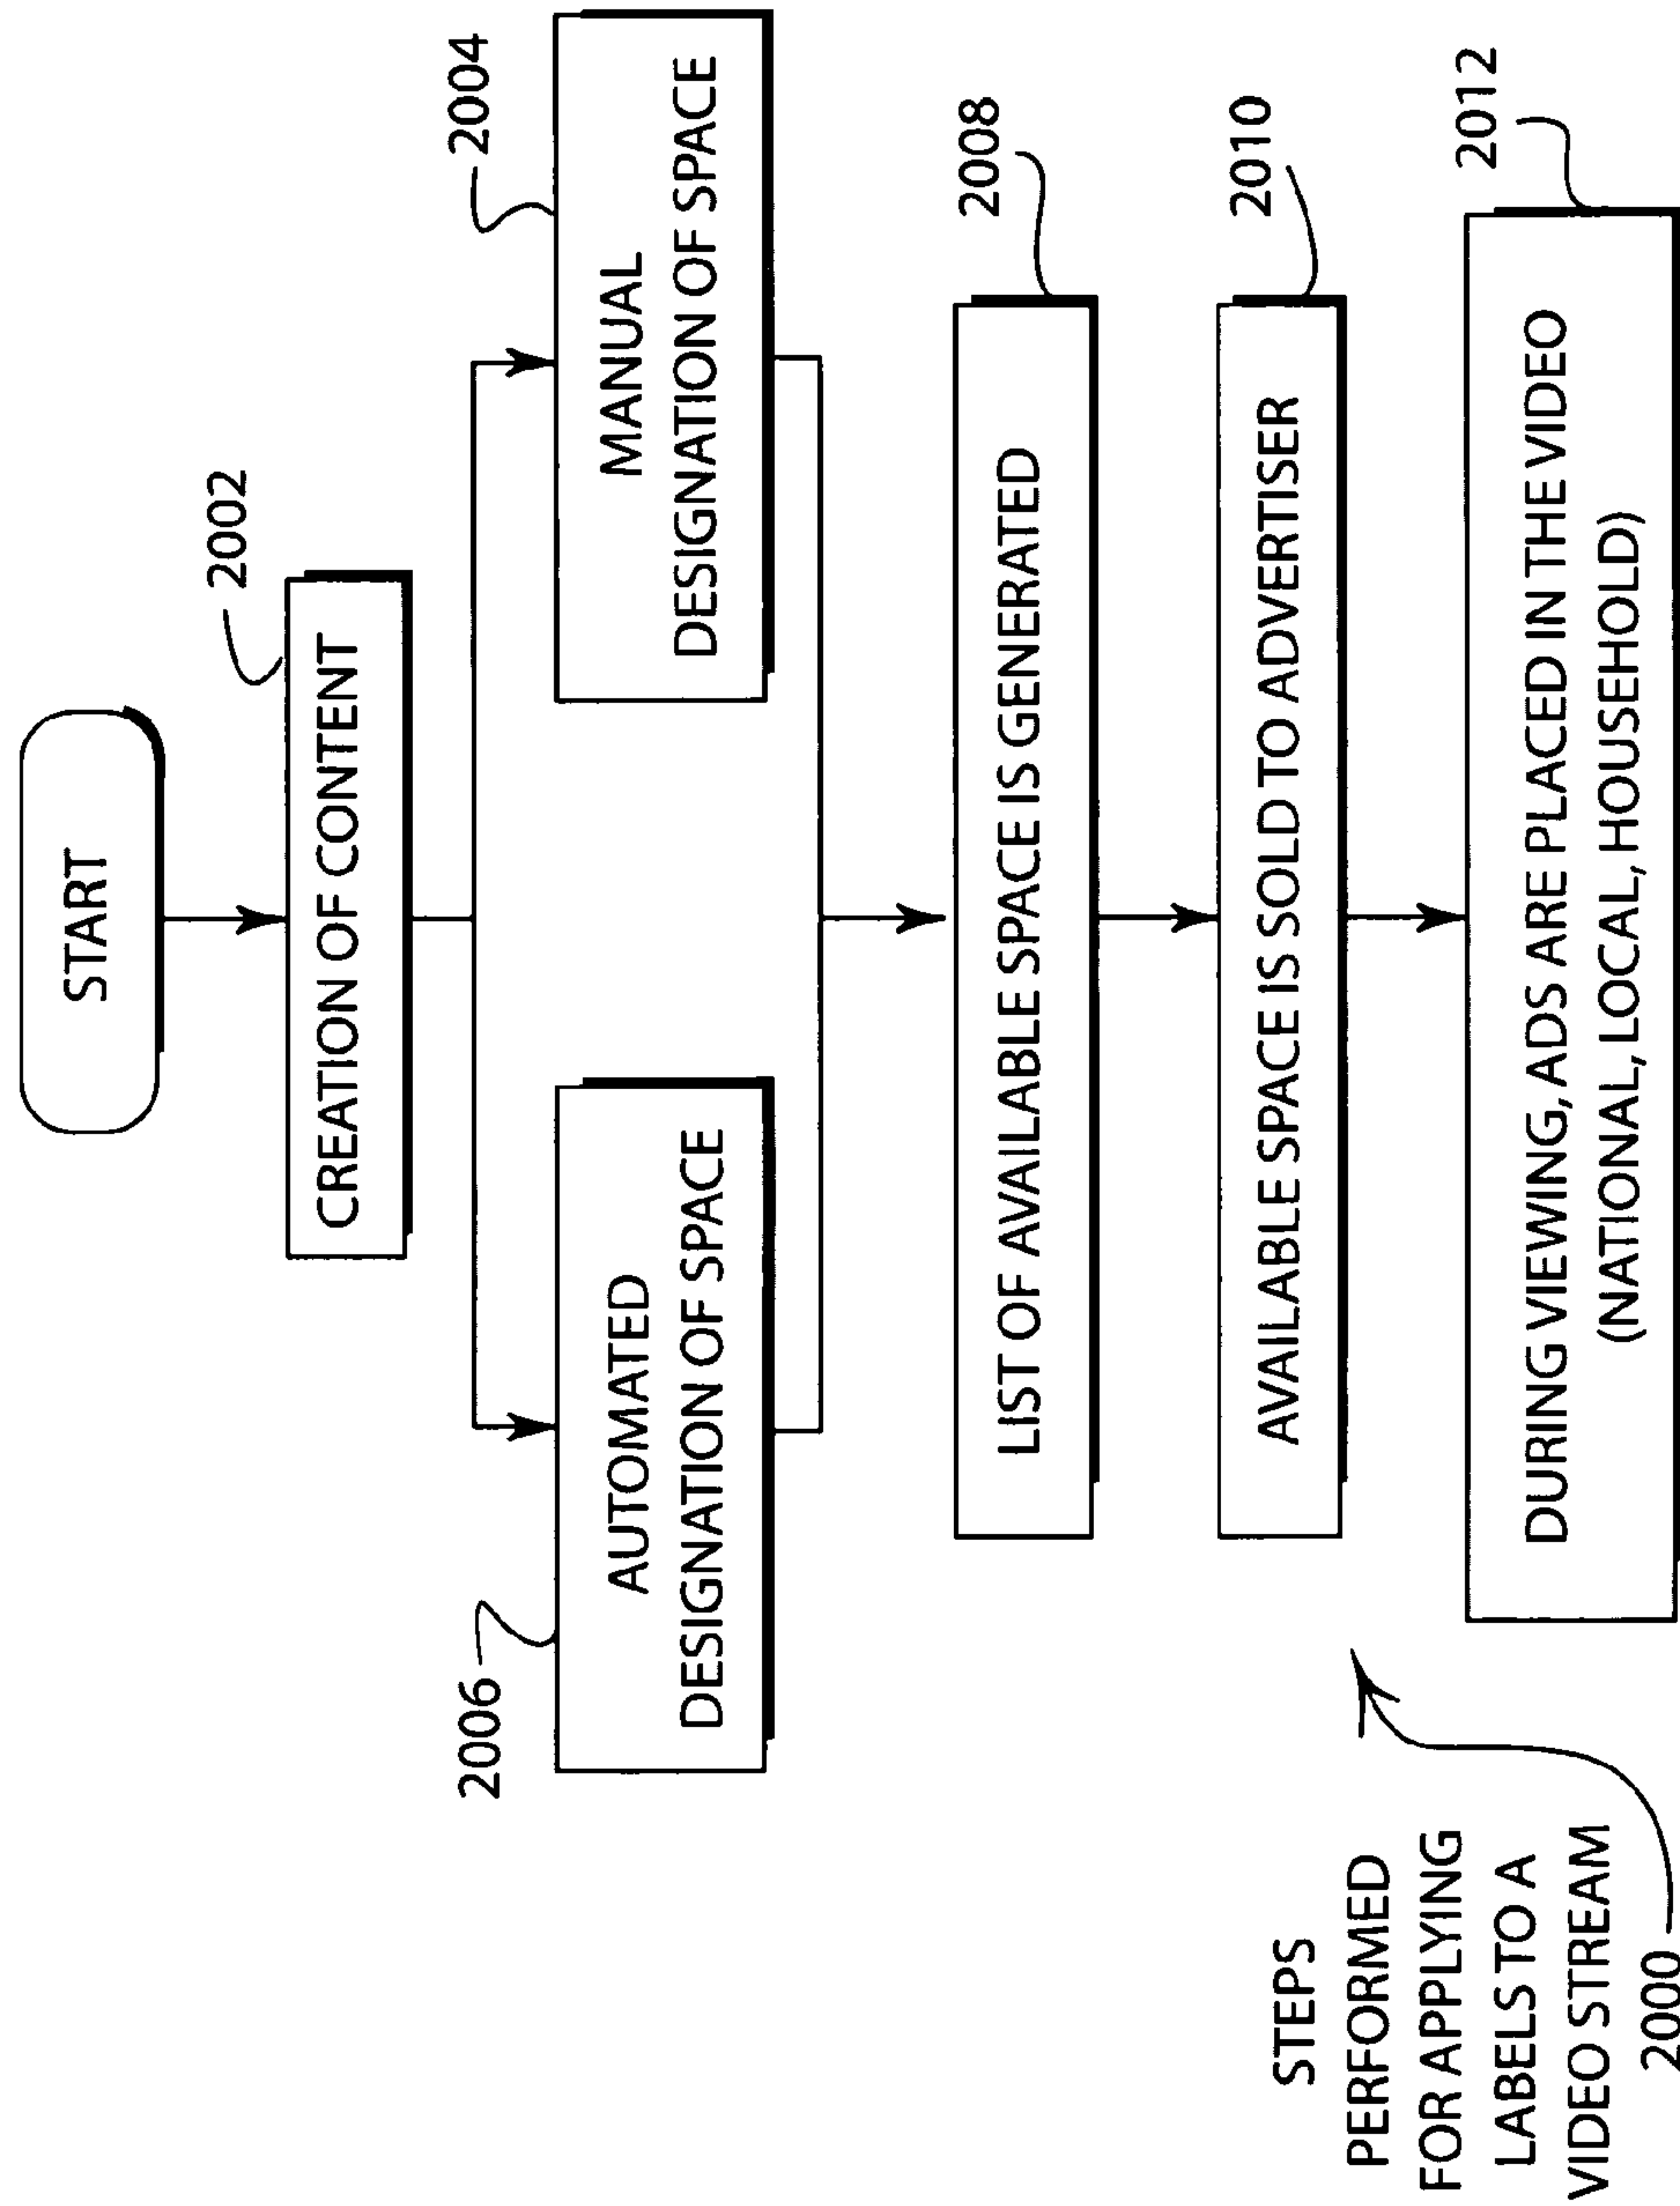 START
2002
CREATION OF CONTENT
2006
AUTOMATED
DESIGNATION OF SPACE
2004
MANUAL
DESIGNATION OF SPACE
2008
LIST OF AVAILABLE SPACE IS GENERATED
2010
AVAILABLE SPACE IS SOLD TO ADVERTISER
2012
DURING VIEWING, ADS ARE PLACED IN THE VIDEO
(NATIONAL, LOCAL, HOUSEHOLD)
STEPS
PERFORMED
FOR APPLYING
LABELS TO A
VIDEO STREAM
2000